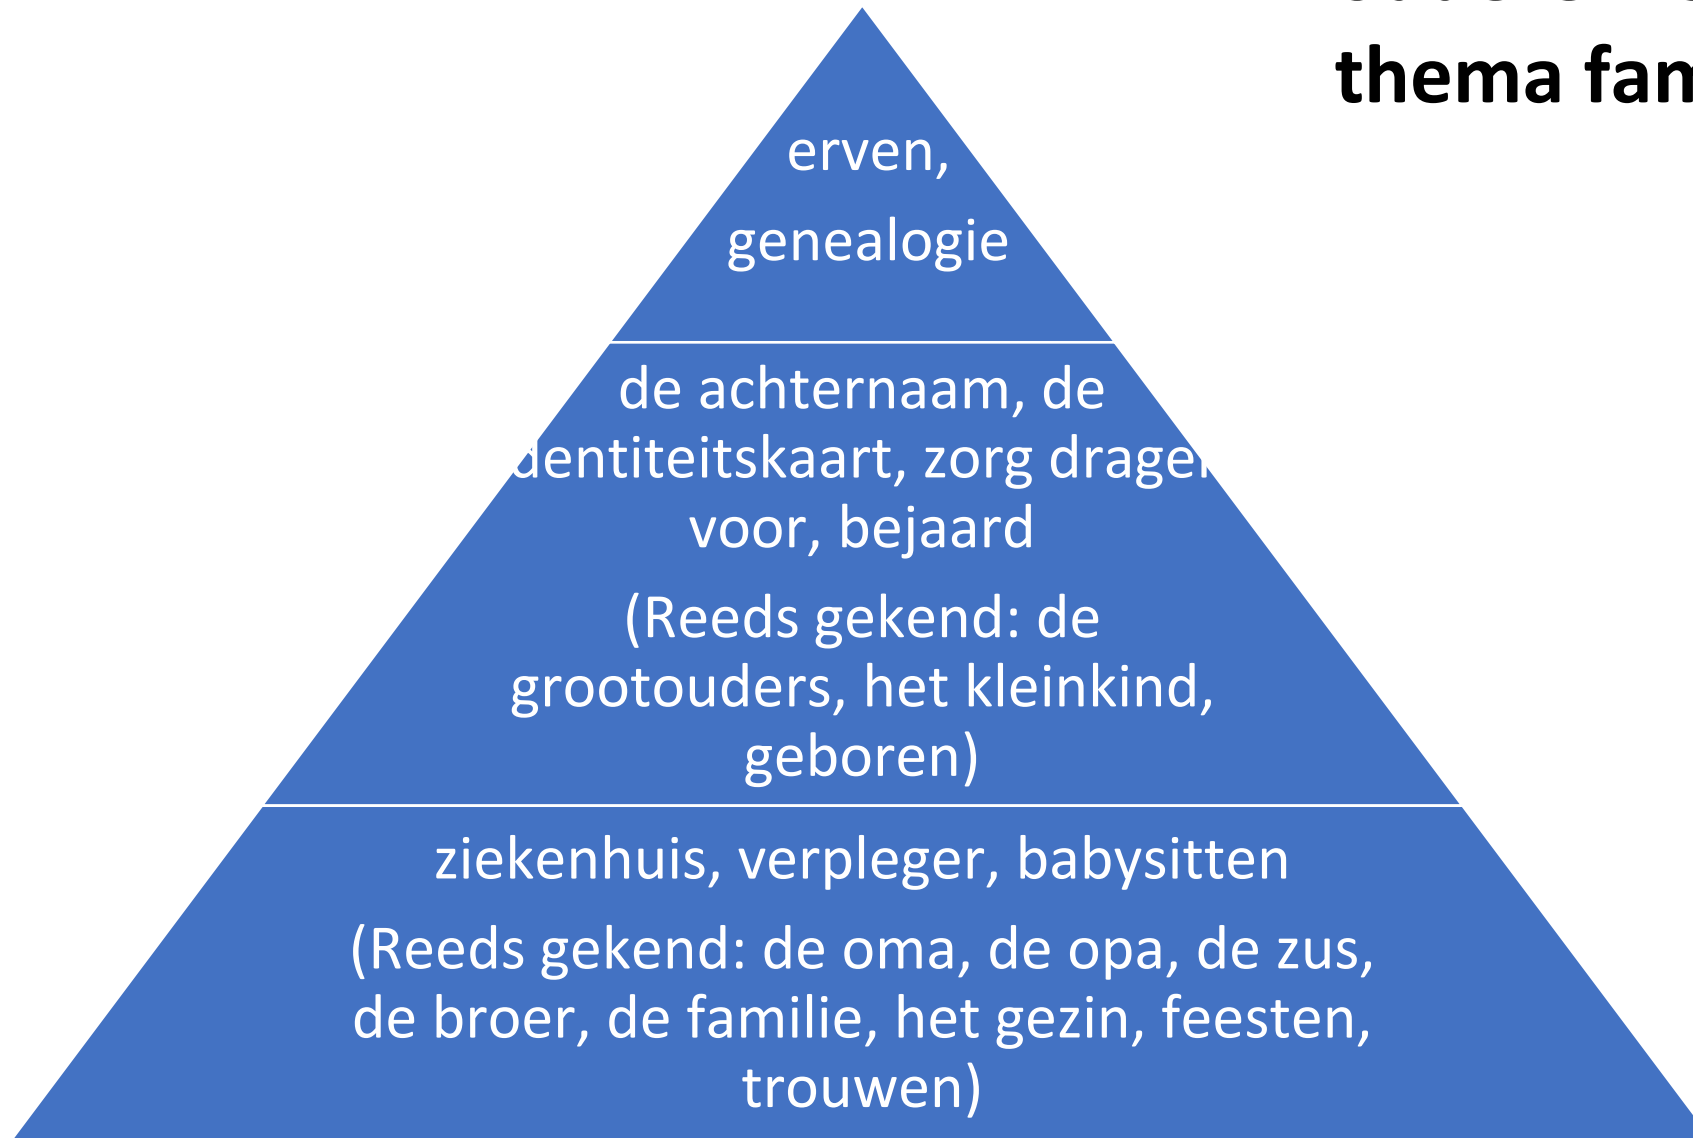 thema fam
erven,
genealogie
de achternaam, de
dentiteitskaart, zorg dragen
voor, bejaard
(Reeds gekend: de
grootouders, het kleinkind,
geboren)
ziekenhuis, verpleger, babysitten
(Reeds gekend: de oma, de opa, de zus,
de broer, de familie, het gezin, feesten,
trouwen)